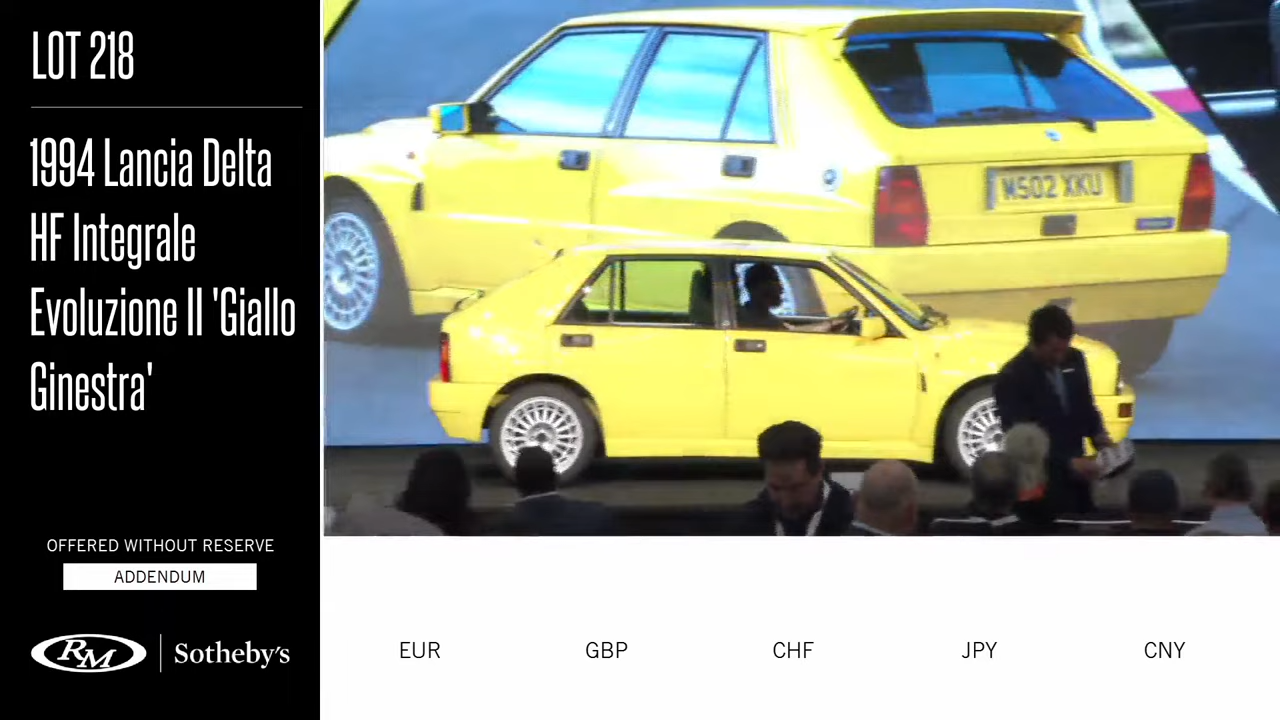 LOT 218
1994 Lancia Delta
HF Integrale
Evoluzione II 'Giallo
Ginestra'
OFFERED WITHOUT RESERVE
ADDENDUM
RM Sotheby's
M502 XKU
EUR GBP CHF JPY CNY